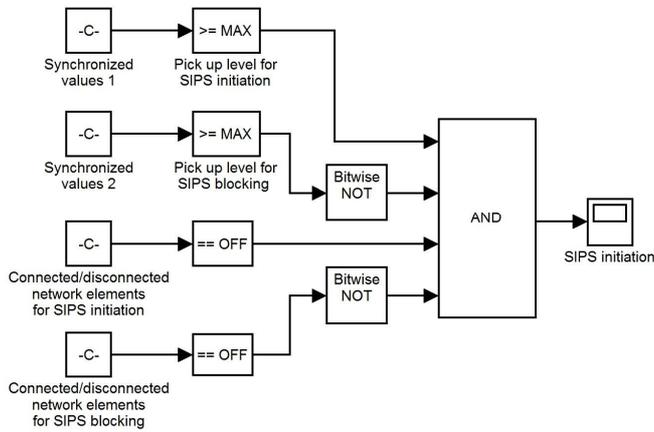 -C-
>= MAX
Synchronized
values 1
Pick up level for
SIPS initiation
-C-
>= MAX
Synchronized
values 2
Pick up level for
SIPS blocking
Bitwise
NOT
AND
-C-
== OFF
SIPS initiation
Connected/disconnected
network elements
for SIPS initiation
Bitwise
NOT
-C-
== OFF
Connected/disconnected
network elements
for SIPS blocking